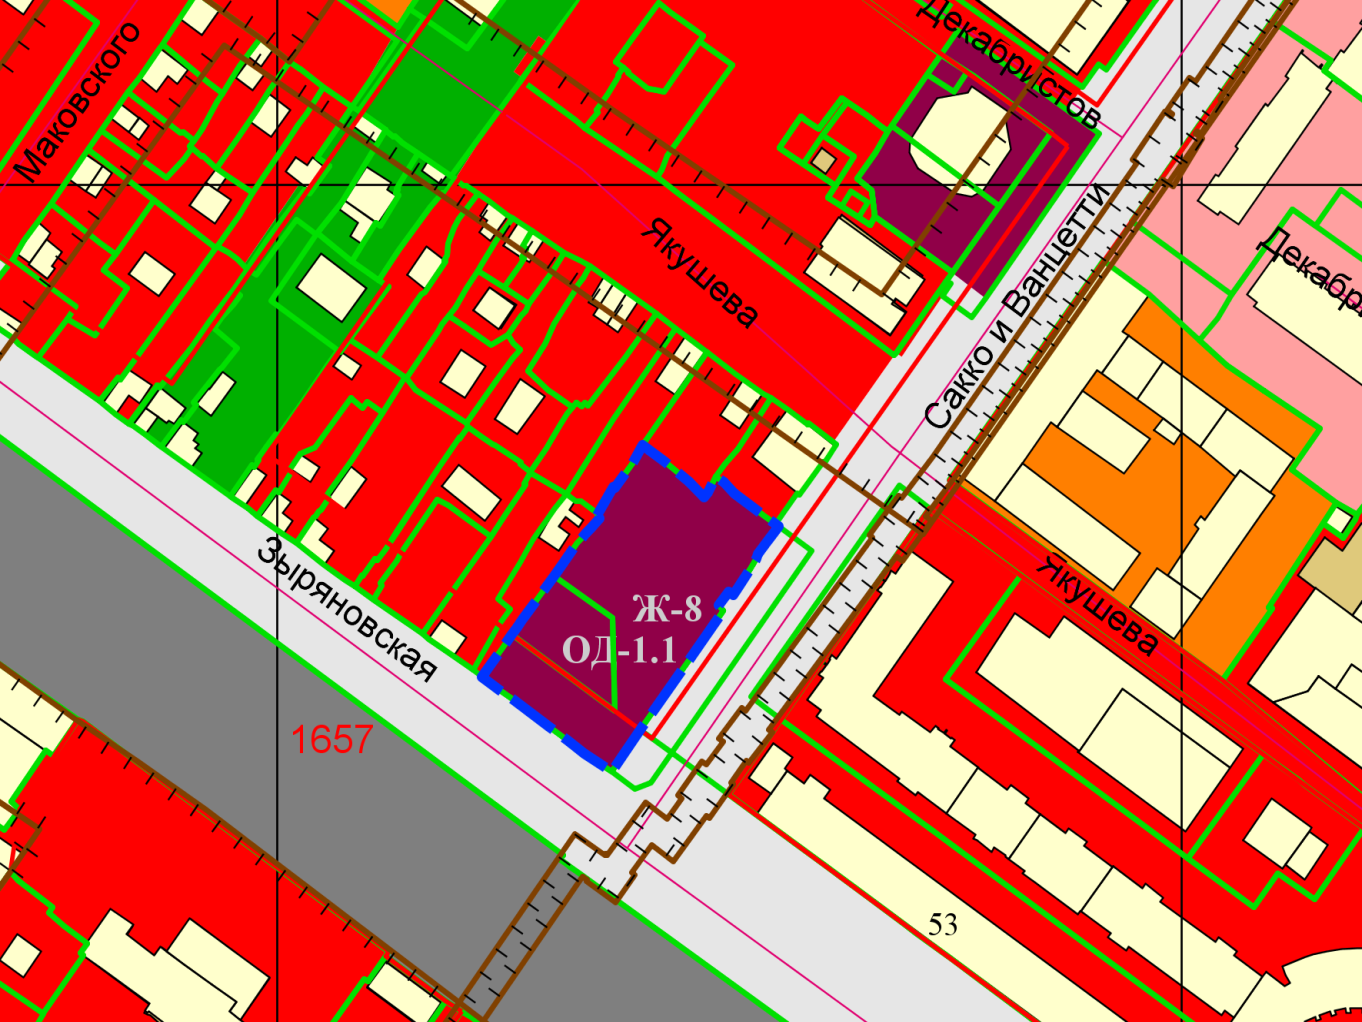 Декабристов
Маковского
Якушева
Сакко и Ванцетти
Декабр
Зыряновская
Ж-8
ОД-1.1
Якушева
1657
53